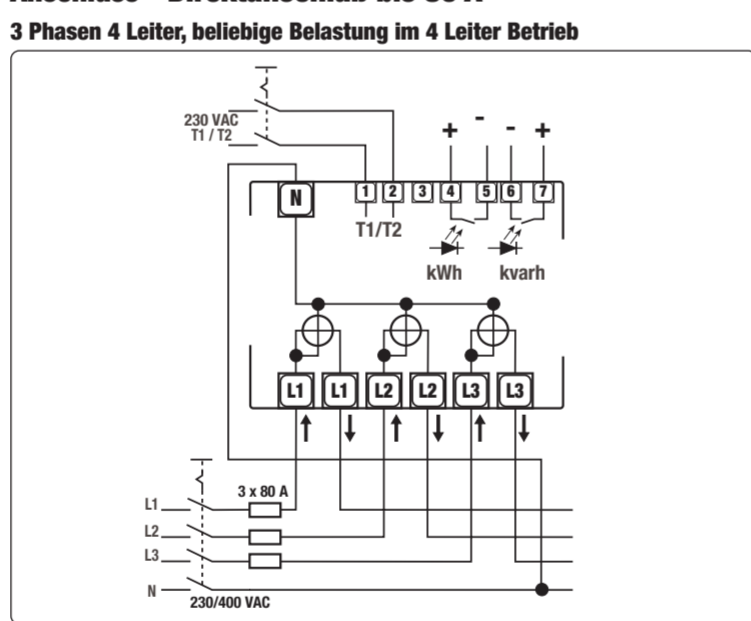 3 Phasen 4 Leiter, beliebige Belastung im 4 Leiter Betrieb
230 VAC
T1 / T2
+ - - +
N 1 2 3 4 5 6 7
T1/T2
kWh kvarh
L1 L1 L2 L2 L3 L3
3 x 80 A
L1
L2
L3
N
230/400 VAC